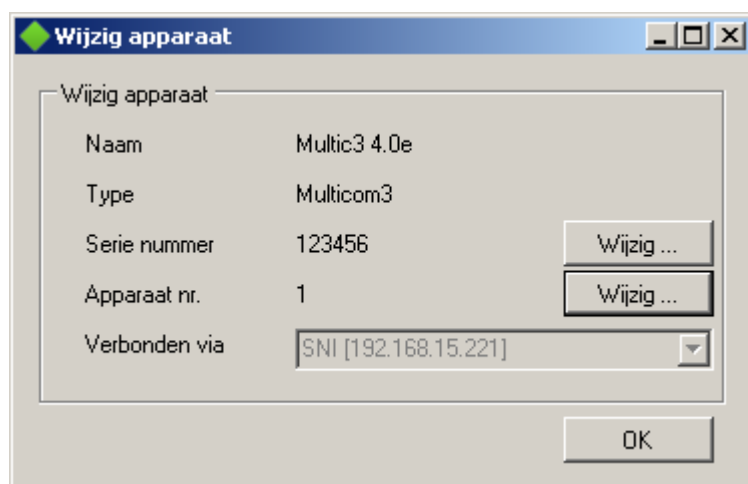 Wijzig apparaat
Wijzig apparaat
Naam Multic3 4.0e
Type Multicom3
Serie nummer 123456 Wijzig ...
Apparaat nr. 1 Wijzig ...
Verbonden via SNI [192.168.15.221]
OK